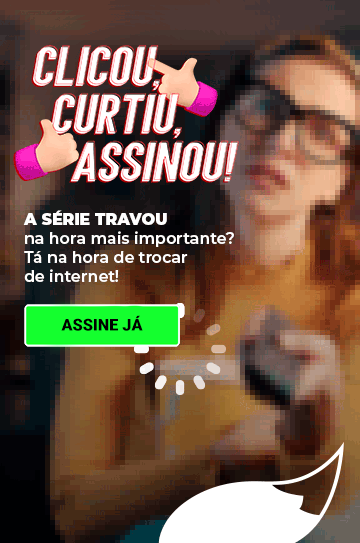 CLICOU,
CURTIU,
ASSINOU!
A SÉRIE TRAVOU
na hora mais importante?
Tá na hora de trocar
de internet!
ASSINE JÁ